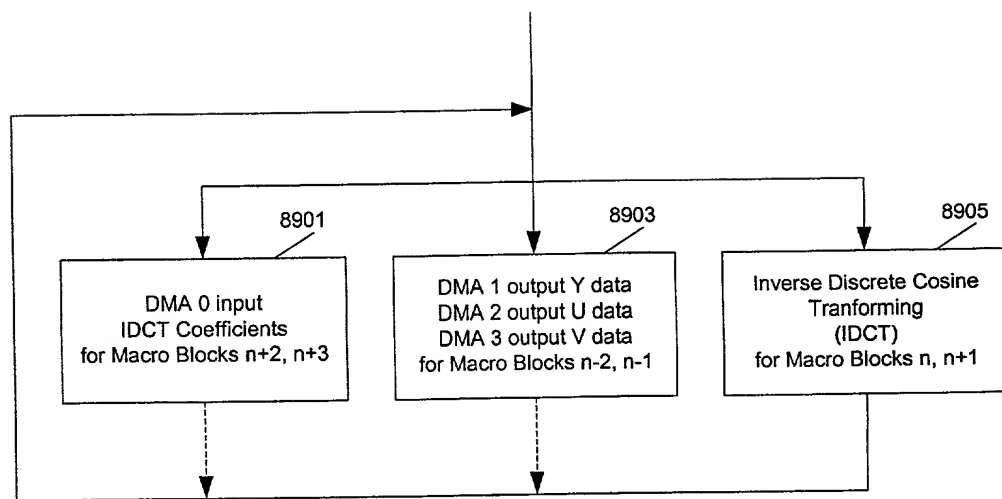 8901
DMA 0 input
IDCT Coefficients
for Macro Blocks n+2, n+3
8903
DMA 1 output Y data
DMA 2 output U data
DMA 3 output V data
for Macro Blocks n-2, n-1
8905
Inverse Discrete Cosine
Tranforming
(IDCT)
for Macro Blocks n, n+1